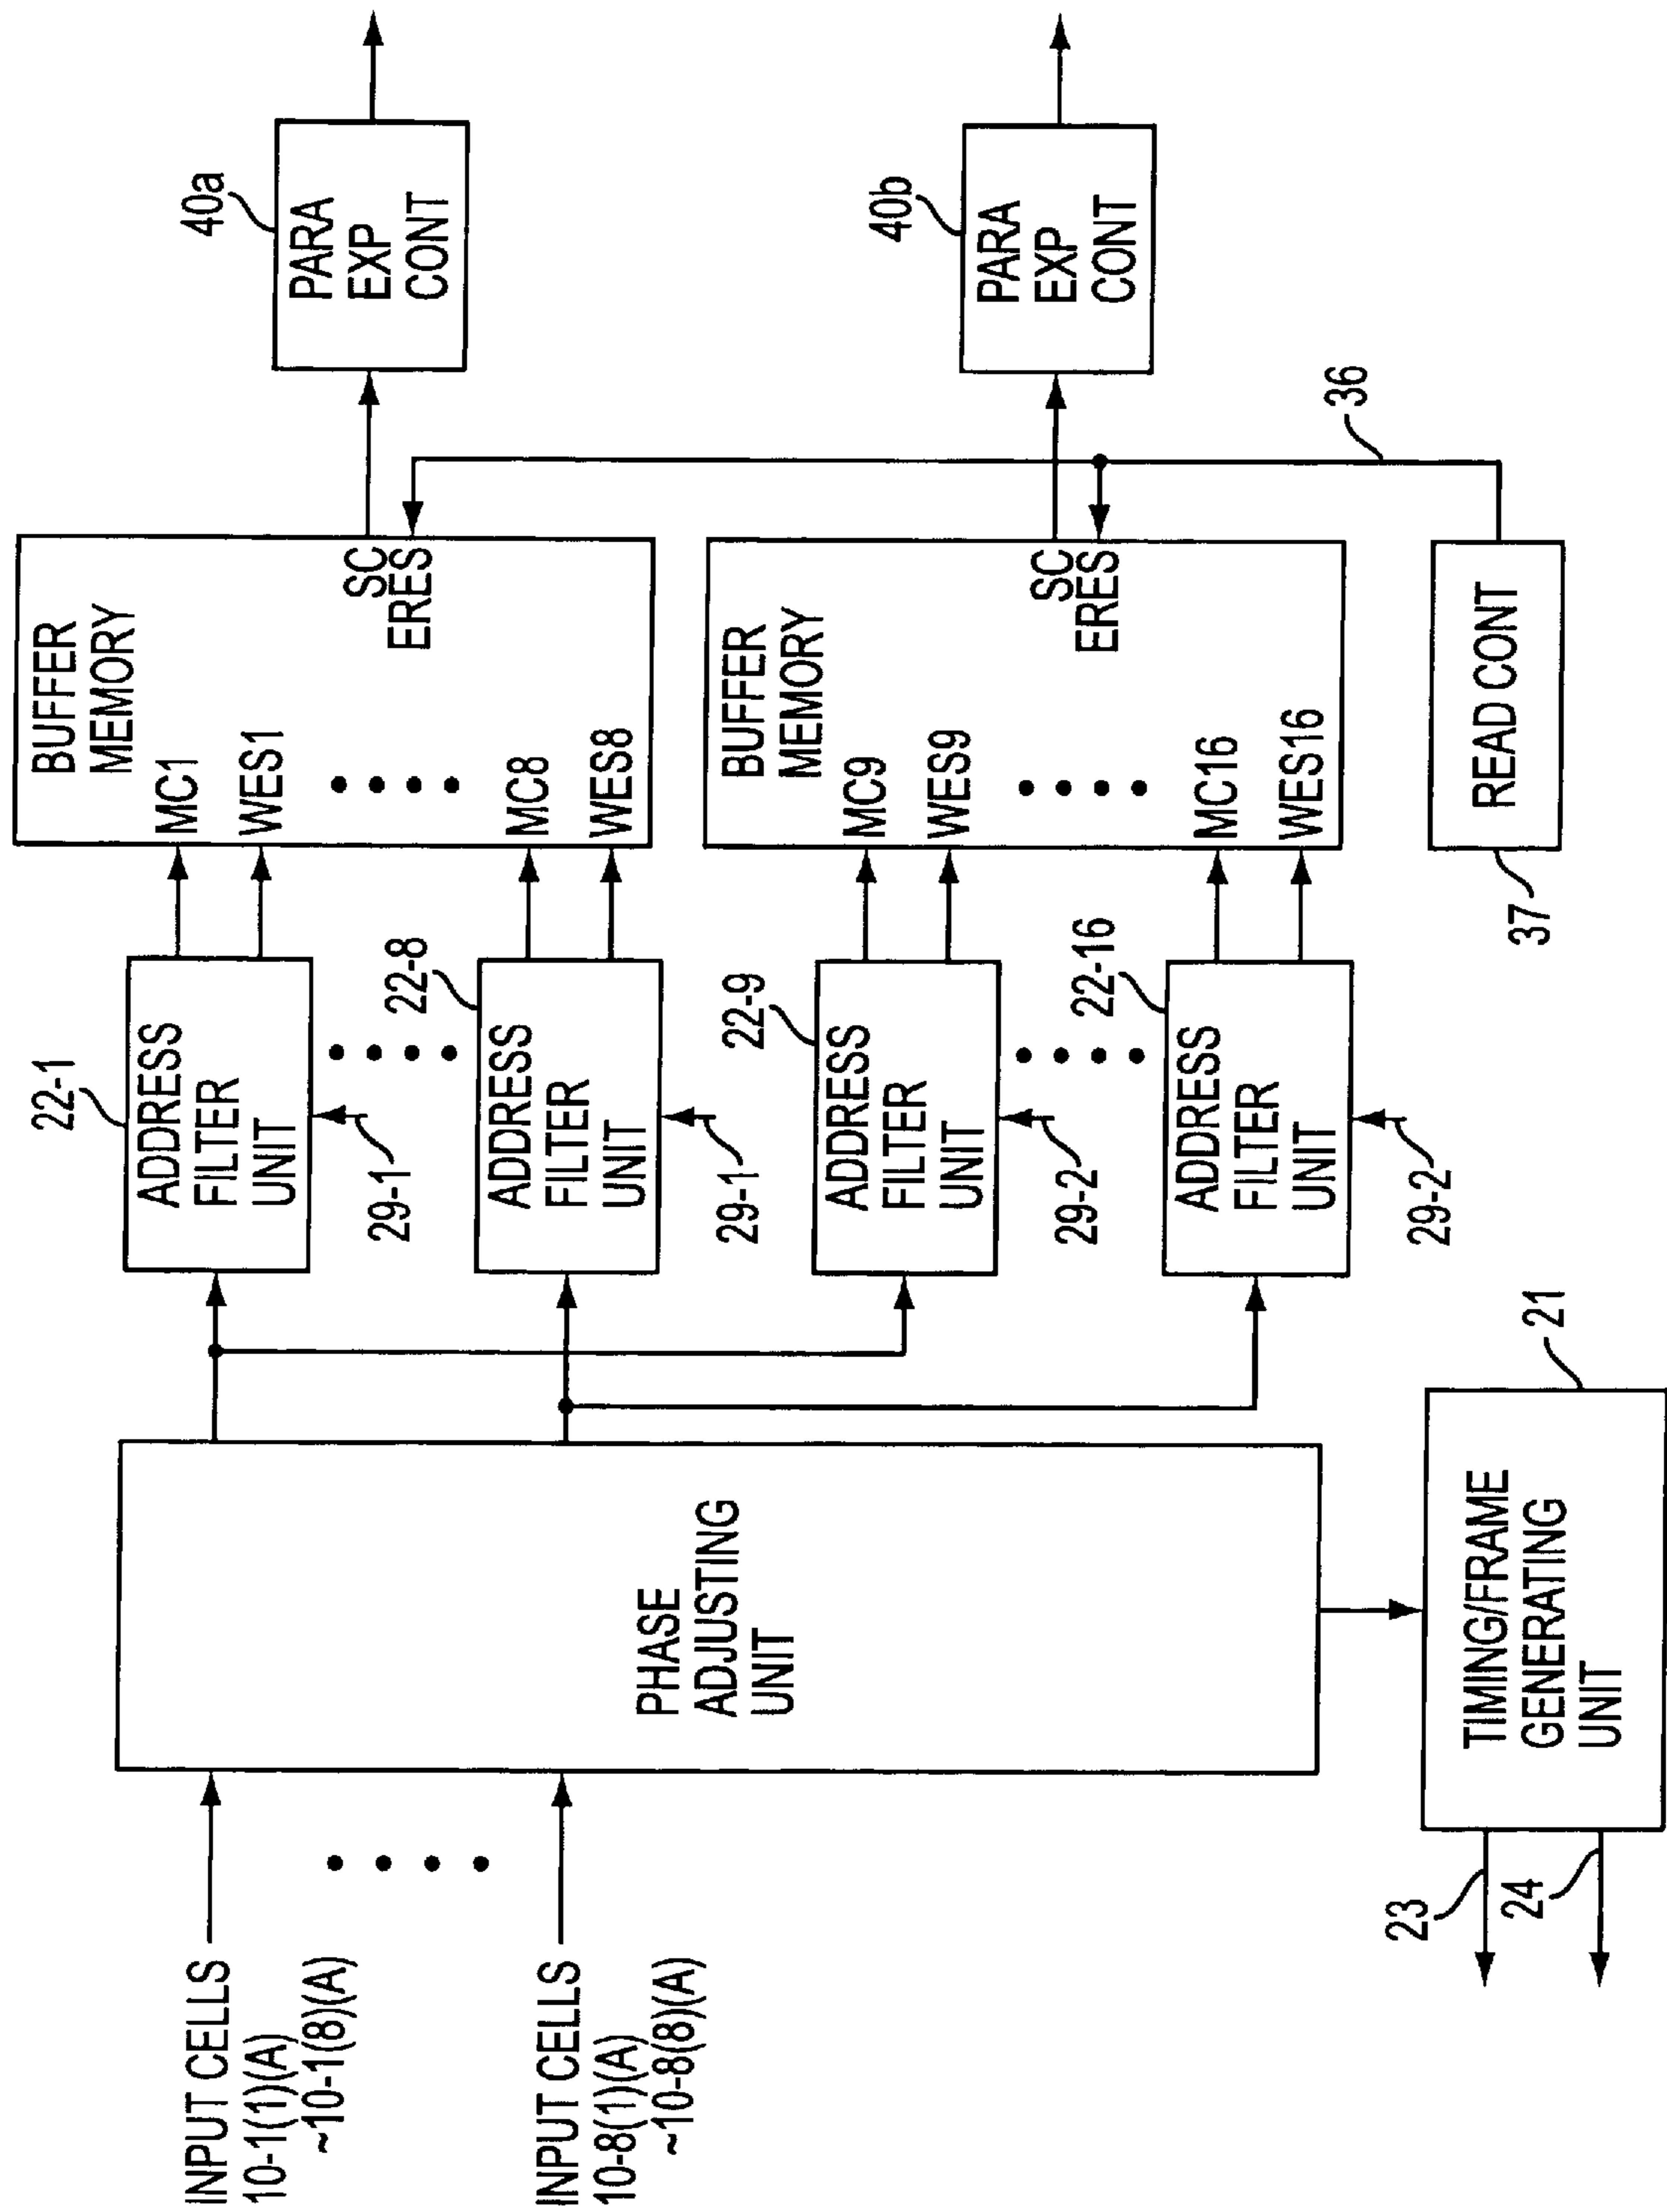 INPUT CELLS
10-1(1)(A)
~10-1(8)(A)
INPUT CELLS
10-8(1)(A)
~10-8(8)(A)
PHASE
ADJUSTING
UNIT
23
24
TIMING/FRAME
GENERATING
UNIT
21
22-1
ADDRESS
FILTER
UNIT
29-1
22-8
ADDRESS
FILTER
UNIT
29-1
22-9
ADDRESS
FILTER
UNIT
29-2
22-16
ADDRESS
FILTER
UNIT
29-2
BUFFER
MEMORY
MC1
WES1
MC8
WES8
SC
ERES
BUFFER
MEMORY
MC9
WES9
MC16
WES16
SC
ERES
37
READ CONT
36
40a
PARA
EXP
CONT
40b
PARA
EXP
CONT